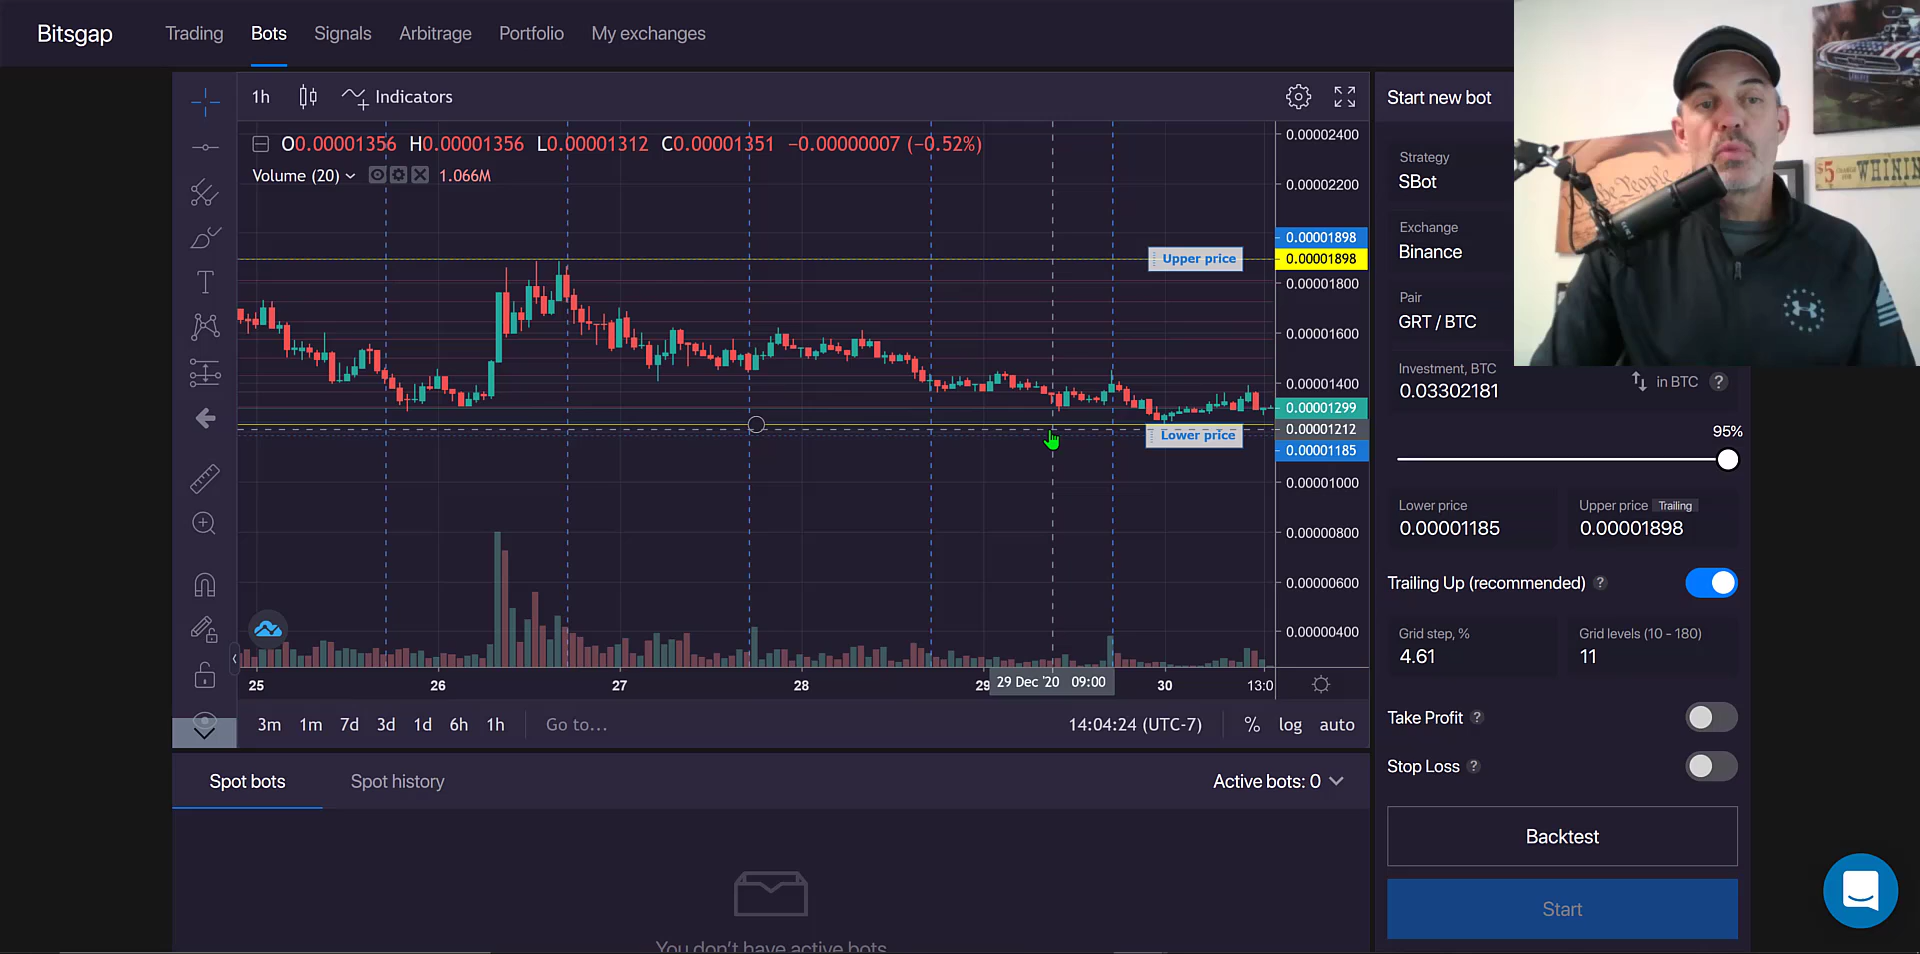 Bitsgap
Trading Bots Signals Arbitrage Portfolio My exchanges
1h Indicators
O0.00001356 H0.00001356 L0.00001312 C0.00001351 −0.00000007 (−0.52%)
Volume (20) 1.066M
Upper price
Lower price
0.00002400
0.00002200
0.00001898
0.00001898
0.00001800
0.00001600
0.00001400
0.00001299
0.00001212
0.00001185
0.00001000
0.00000800
0.00000600
0.00000400
25 26 27 28 29 29 Dec '20 09:00 30 13:0
3m 1m 7d 3d 1d 6h 1h Go to... 14:04:24 (UTC-7) % log auto
Spot bots Spot history Active bots: 0
You don't have active bots
Start new bot
Strategy
SBot
Exchange
Binance
Pair
GRT / BTC
Investment, BTC
0.03302181 in BTC ?
95%
Lower price Upper price Trailing
0.00001185 0.00001898
Trailing Up (recommended) ?
Grid step, % Grid levels (10 - 180)
4.61 11
Take Profit ?
Stop Loss ?
Backtest
Start
the People
$5 WHINING